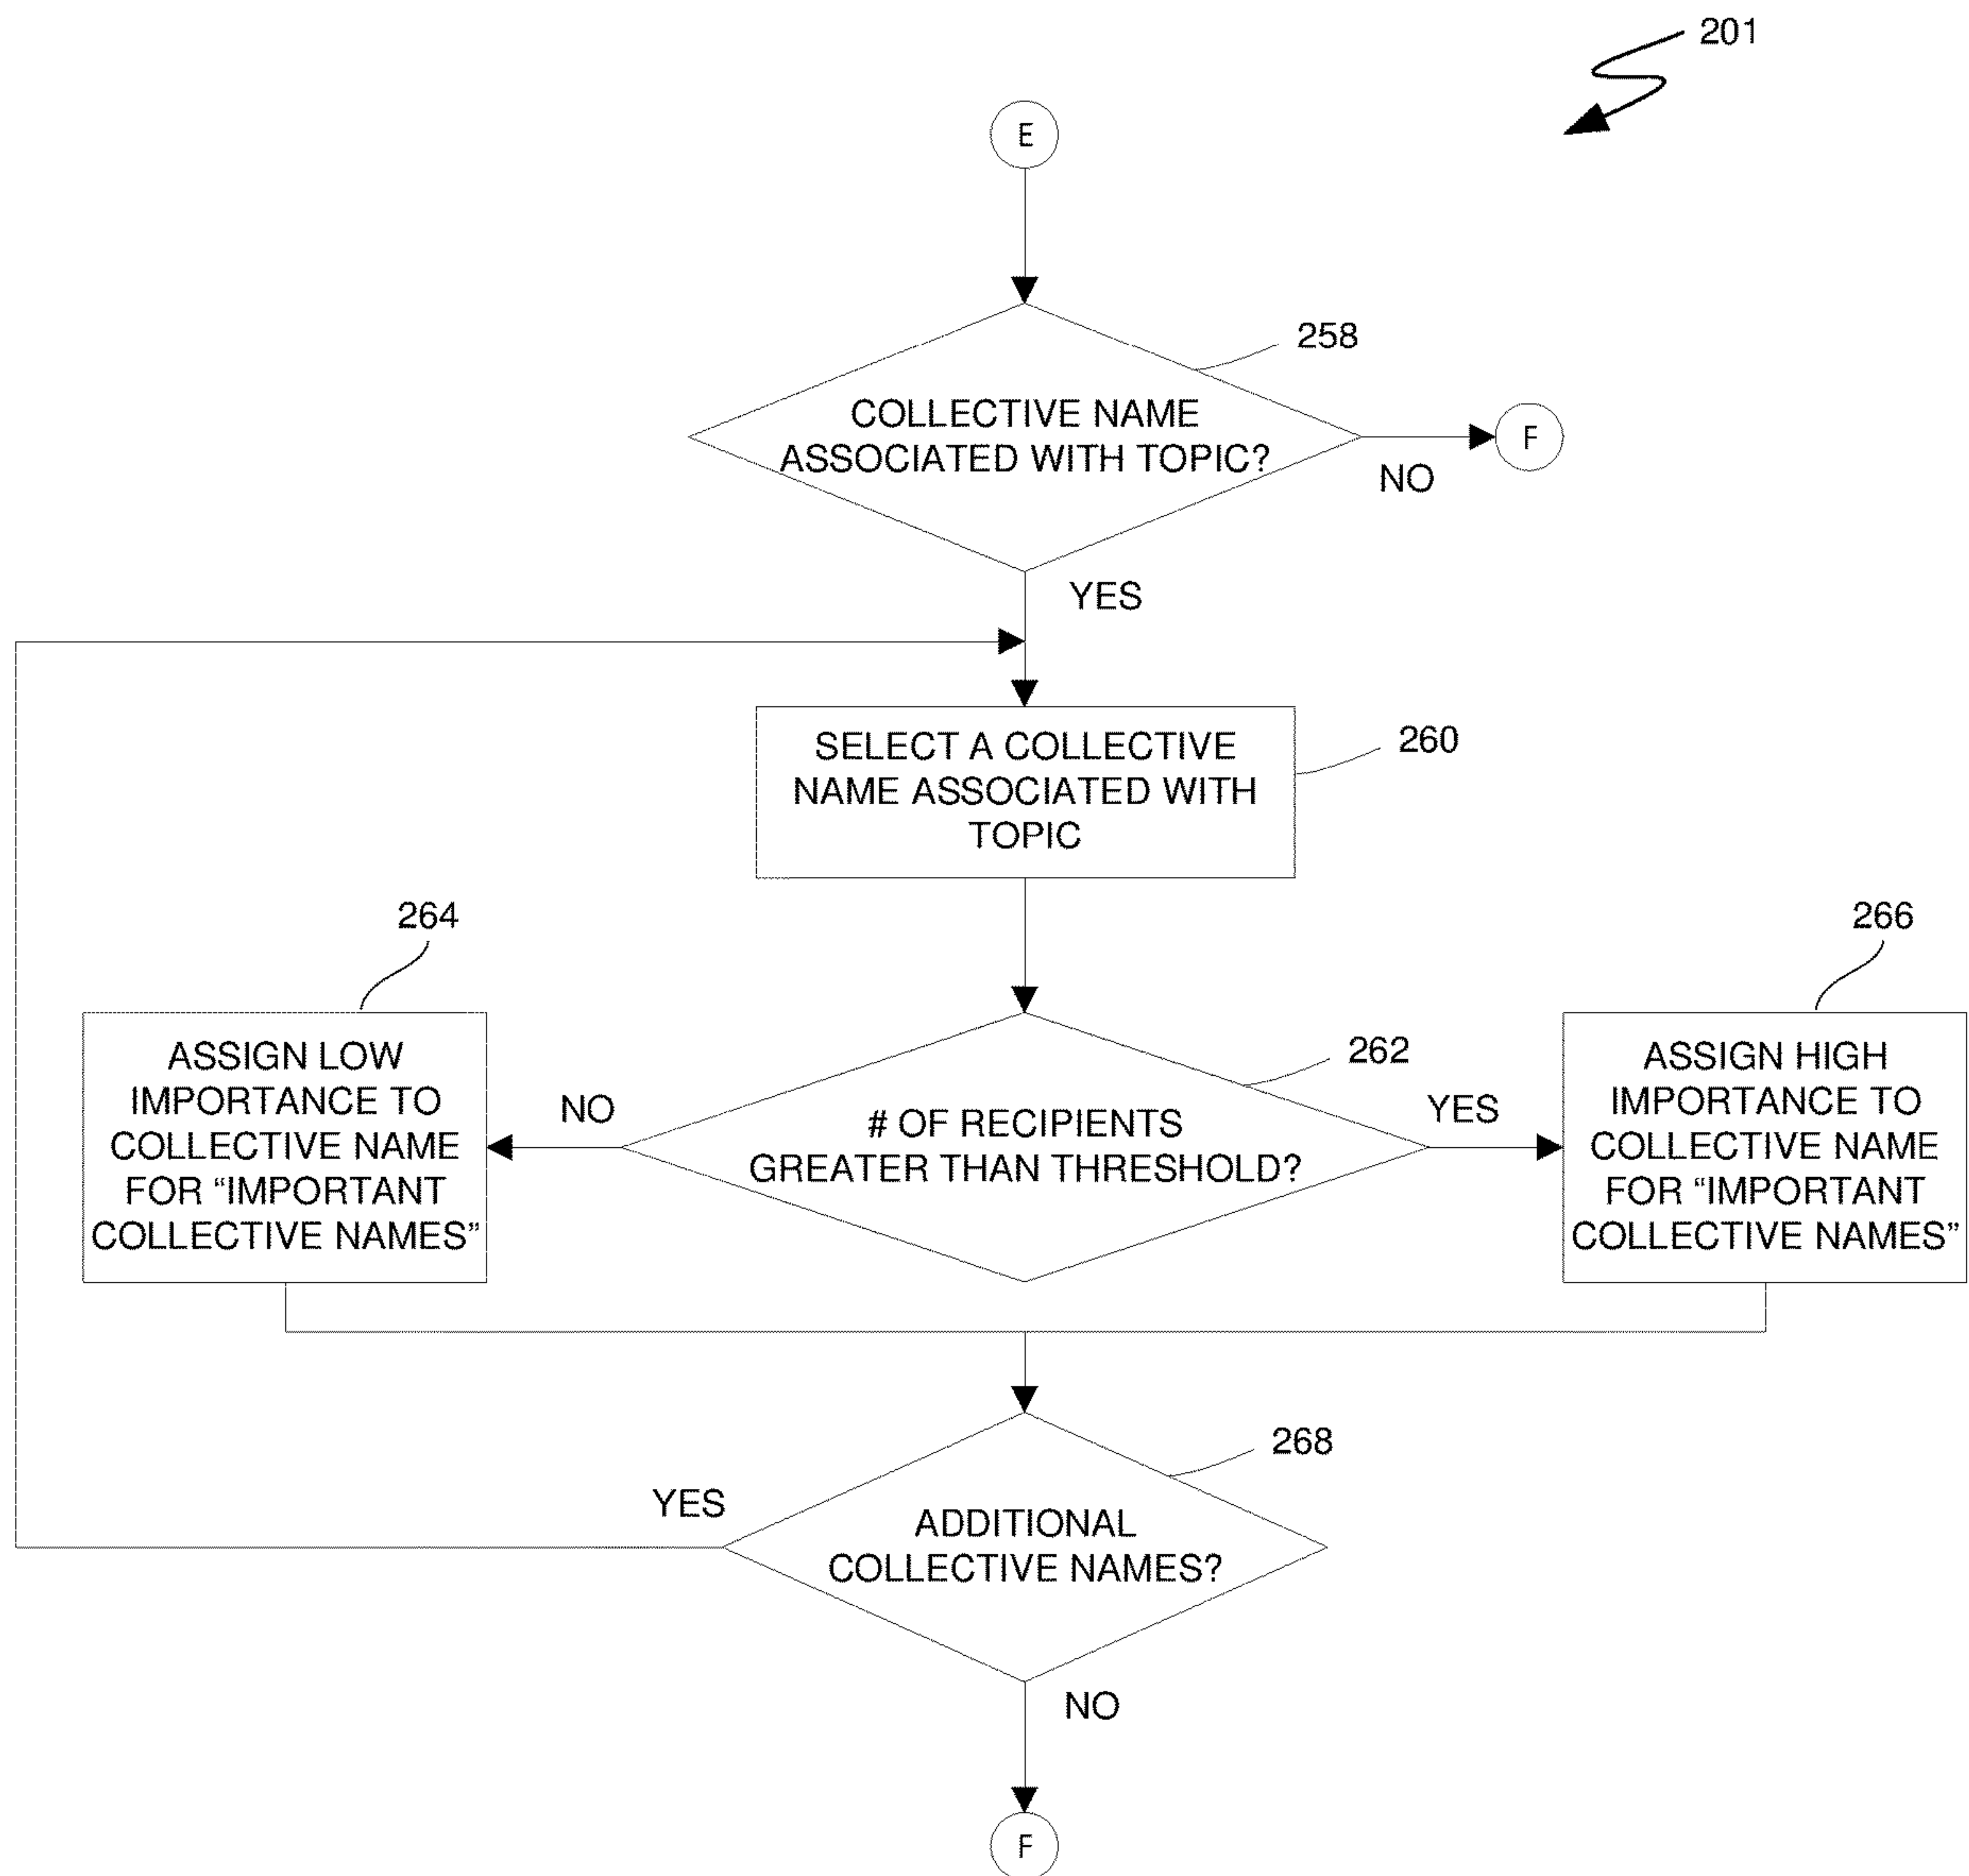 201
E
258
COLLECTIVE NAME
ASSOCIATED WITH TOPIC?
F
NO
YES
SELECT A COLLECTIVE
NAME ASSOCIATED WITH
TOPIC
260
264
266
ASSIGN LOW
IMPORTANCE TO
COLLECTIVE NAME
FOR “IMPORTANT
COLLECTIVE NAMES”
NO
262
# OF RECIPIENTS
GREATER THAN THRESHOLD?
YES
ASSIGN HIGH
IMPORTANCE TO
COLLECTIVE NAME
FOR “IMPORTANT
COLLECTIVE NAMES”
268
YES
ADDITIONAL
COLLECTIVE NAMES?
NO
F